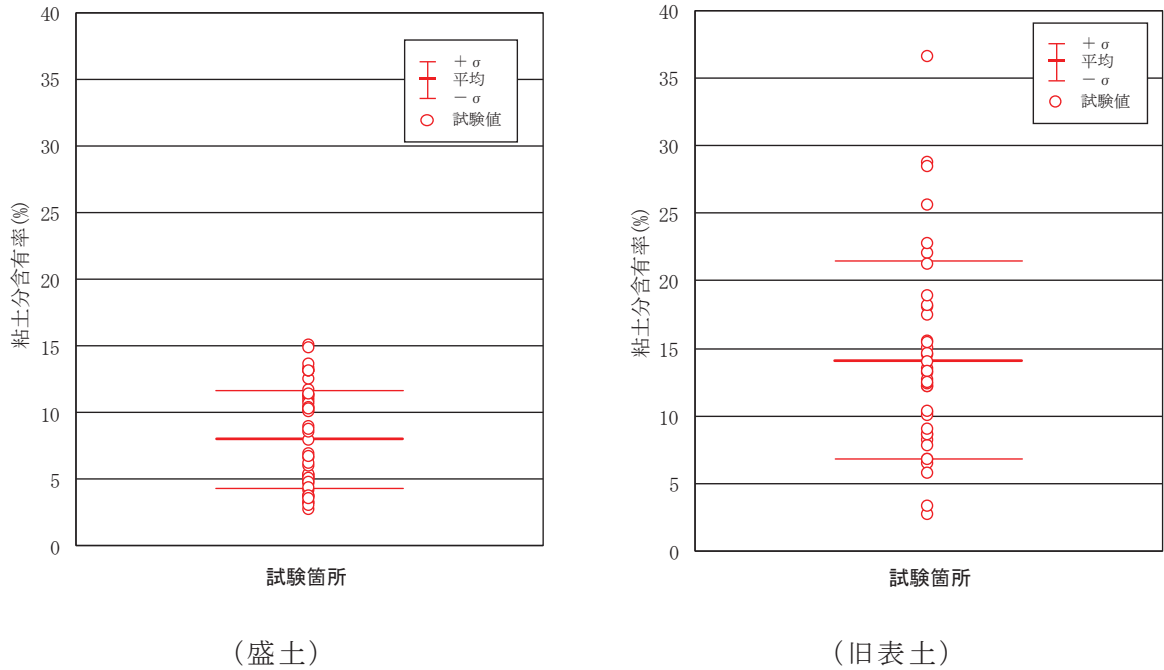 40
35
30
25
20
15
10
5
0
粘土分含有率(%)
+σ
平均
-σ
試験値
試験箇所
(盛土)
40
35
30
25
20
15
10
5
0
粘土分含有率(%)
+σ
平均
-σ
試験値
試験箇所
(旧表土)